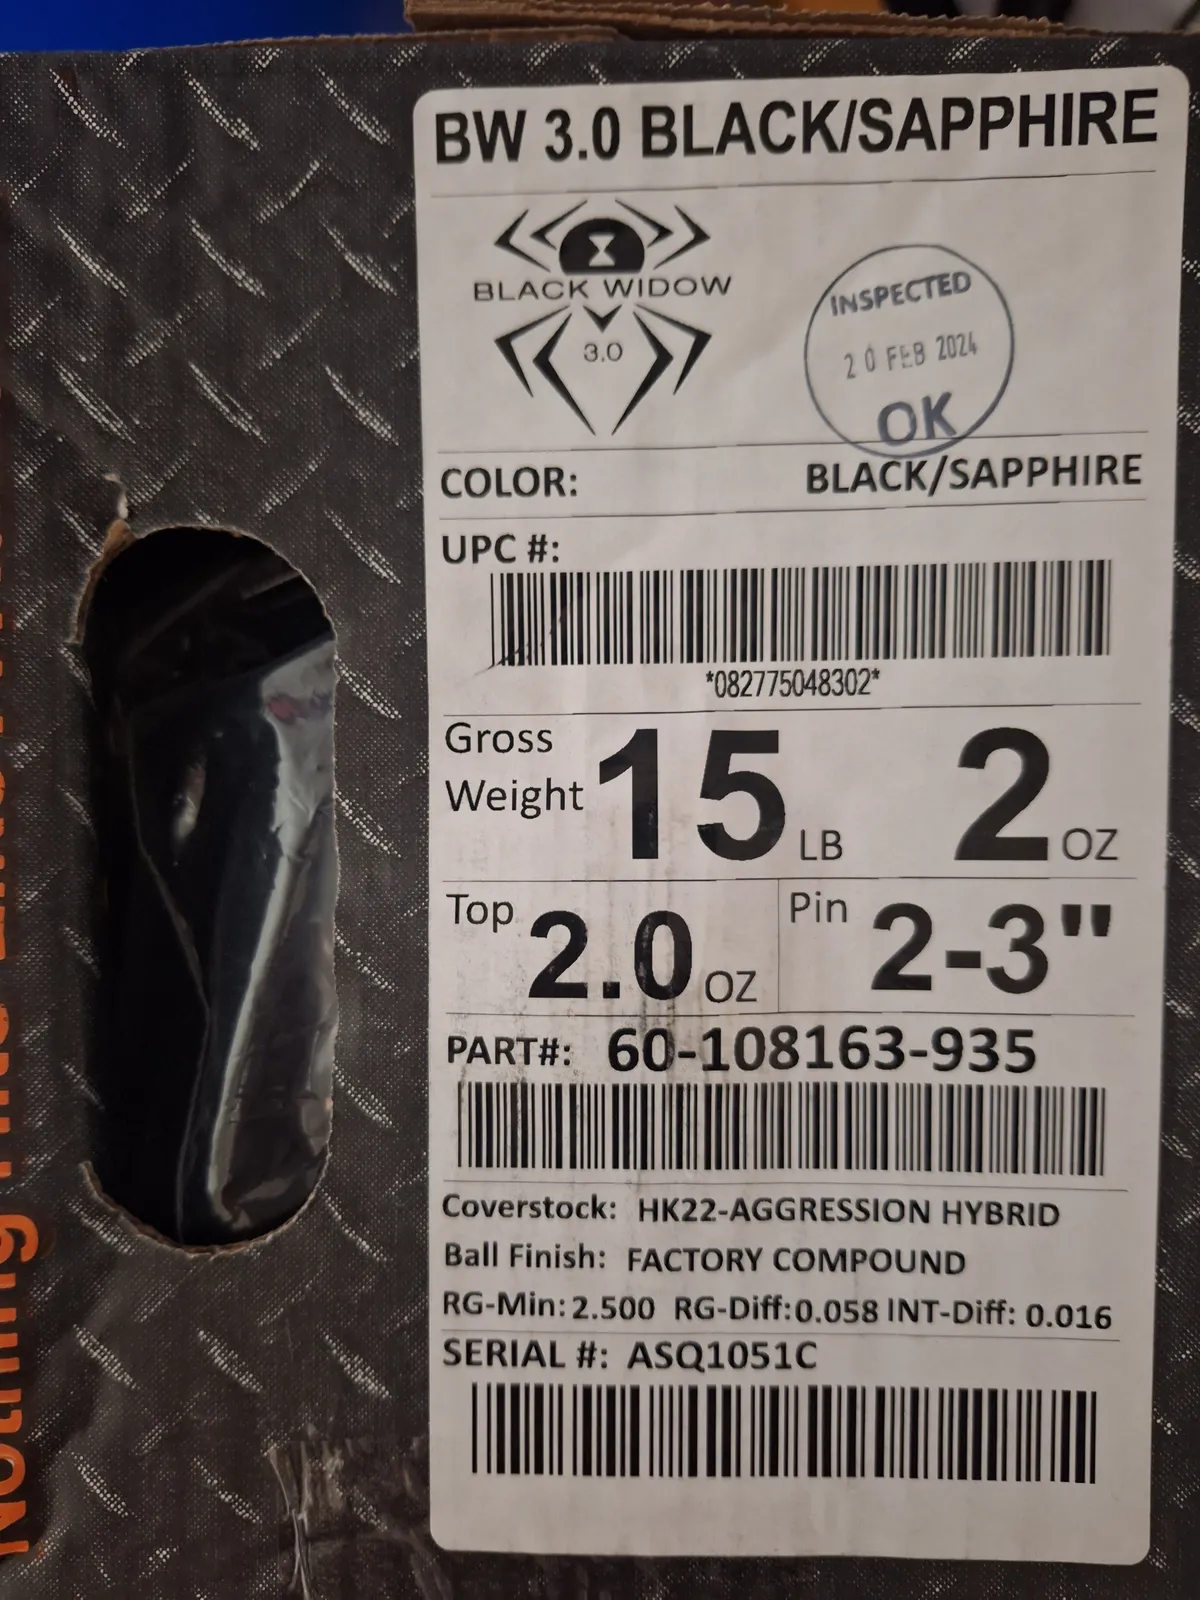 BW 3.0 BLACK/SAPPHIRE
BLACK WIDOW
3.0
INSPECTED
20 FEB 2024
OK
COLOR: BLACK/SAPPHIRE
UPC #:
*082775048302*
Gross Weight 15 LB 2 OZ
Top 2.0 OZ Pin 2-3"
PART#: 60-108163-935
Coverstock: HK22-AGGRESSION HYBRID
Ball Finish: FACTORY COMPOUND
RG-Min: 2.500 RG-Diff:0.058 INT-Diff: 0.016
SERIAL #: ASQ1051C
Nothing Hits